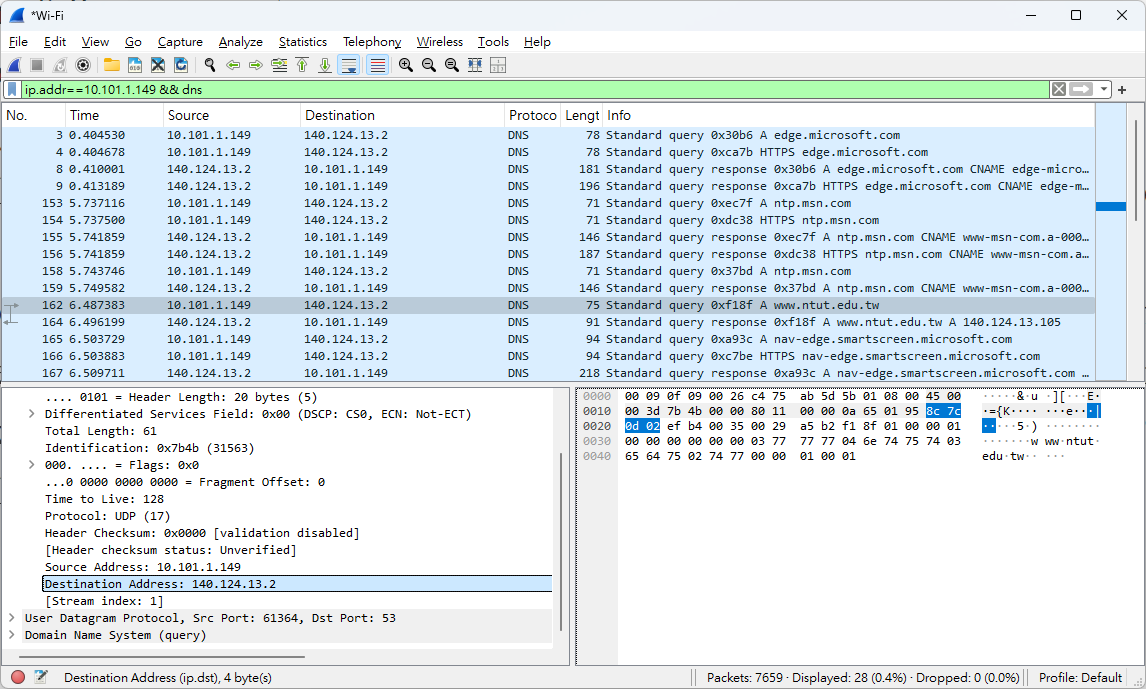 *Wi-Fi
File Edit View Go Capture Analyze Statistics Telephony Wireless Tools Help
ip.addr==10.101.1.149 && dns
No. Time Source Destination Protoco Lengt Info
3 0.404530 10.101.1.149 140.124.13.2 DNS 78 Standard query 0x30b6 A edge.microsoft.com
4 0.404678 10.101.1.149 140.124.13.2 DNS 78 Standard query 0xca7b HTTPS edge.microsoft.com
8 0.410001 140.124.13.2 10.101.1.149 DNS 181 Standard query response 0x30b6 A edge.microsoft.com CNAME edge-micro…
9 0.413189 140.124.13.2 10.101.1.149 DNS 196 Standard query response 0xca7b HTTPS edge.microsoft.com CNAME edge-m…
153 5.737116 10.101.1.149 140.124.13.2 DNS 71 Standard query 0xec7f A ntp.msn.com
154 5.737500 10.101.1.149 140.124.13.2 DNS 71 Standard query 0xdc38 HTTPS ntp.msn.com
155 5.741859 140.124.13.2 10.101.1.149 DNS 146 Standard query response 0xec7f A ntp.msn.com CNAME www-msn-com.a-000…
156 5.741859 140.124.13.2 10.101.1.149 DNS 187 Standard query response 0xdc38 HTTPS ntp.msn.com CNAME www-msn-com.a…
158 5.743746 10.101.1.149 140.124.13.2 DNS 71 Standard query 0x37bd A ntp.msn.com
159 5.749582 140.124.13.2 10.101.1.149 DNS 146 Standard query response 0x37bd A ntp.msn.com CNAME www-msn-com.a-000…
162 6.487383 10.101.1.149 140.124.13.2 DNS 75 Standard query 0xf18f A www.ntut.edu.tw
164 6.496199 140.124.13.2 10.101.1.149 DNS 91 Standard query response 0xf18f A www.ntut.edu.tw A 140.124.13.105
165 6.503729 10.101.1.149 140.124.13.2 DNS 94 Standard query 0xa93c A nav-edge.smartscreen.microsoft.com
166 6.503883 10.101.1.149 140.124.13.2 DNS 94 Standard query 0xc7be HTTPS nav-edge.smartscreen.microsoft.com
167 6.509711 140.124.13.2 10.101.1.149 DNS 218 Standard query response 0xa93c A nav-edge.smartscreen.microsoft.com …
.... 0101 = Header Length: 20 bytes (5)
Differentiated Services Field: 0x00 (DSCP: CS0, ECN: Not-ECT)
Total Length: 61
Identification: 0x7b4b (31563)
000. .... = Flags: 0x0
...0 0000 0000 0000 = Fragment Offset: 0
Time to Live: 128
Protocol: UDP (17)
Header Checksum: 0x0000 [validation disabled]
[Header checksum status: Unverified]
Source Address: 10.101.1.149
Destination Address: 140.124.13.2
[Stream index: 1]
User Datagram Protocol, Src Port: 61364, Dst Port: 53
Domain Name System (query)
0000 00 09 0f 09 00 26 c4 75 ab 5d 5b 01 08 00 45 00 ·····&·u ·][···E·
0010 00 3d 7b 4b 00 00 80 11 00 00 0a 65 01 95 8c 7c ·={K···· ···e···|
0020 0d 02 ef b4 00 35 00 29 a5 b2 f1 8f 01 00 00 01 ·····5·) ········
0030 00 00 00 00 00 00 03 77 77 77 04 6e 74 75 74 03 ·······w ww·ntut·
0040 65 64 75 02 74 77 00 00 01 00 01 edu·tw·· ···
Destination Address (ip.dst), 4 byte(s)
Packets: 7659 · Displayed: 28 (0.4%) · Dropped: 0 (0.0%)
Profile: Default